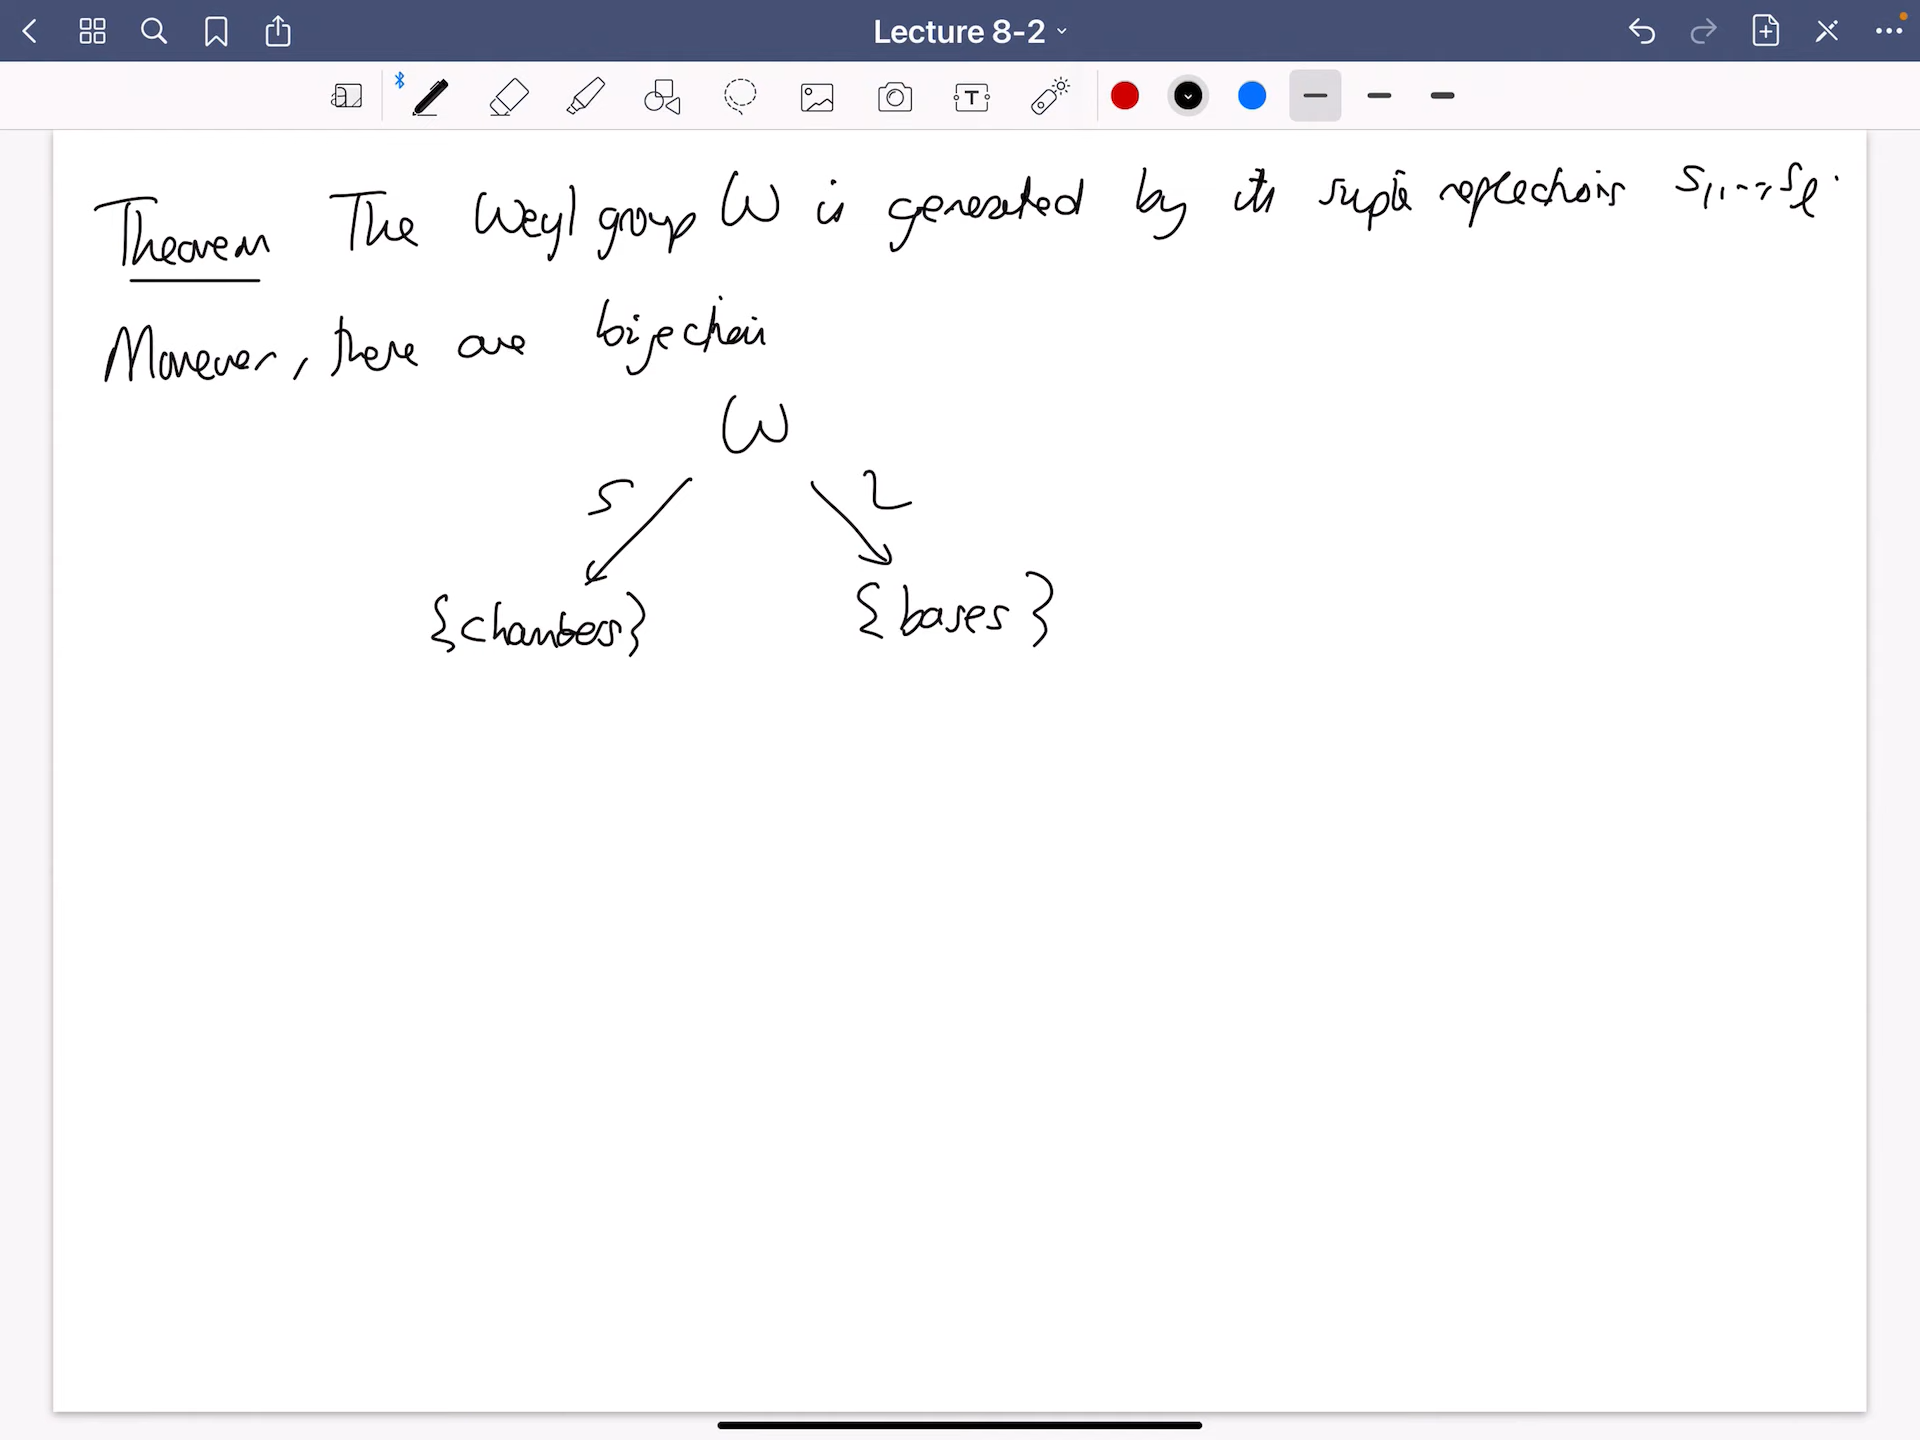 Lecture 8-2
Theorem The Weyl group W is generated by its simple reflections s1, ..., sl.
Moreover, there are bijection
W
{chambers} {bases}